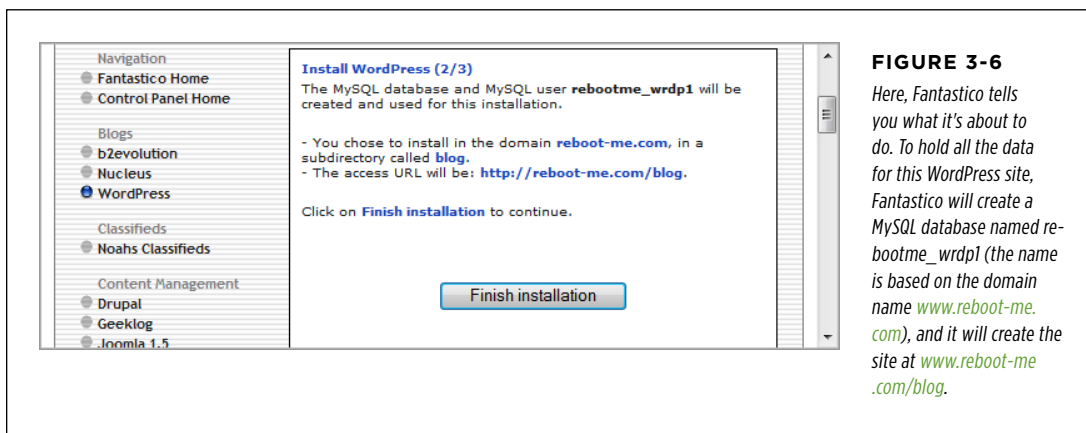 Navigation
Fantastico Home
Control Panel Home
Blogs
b2evolution
Nucleus
WordPress
Classifieds
Noahs Classifieds
Content Management
Drupal
Geeklog
Joomla 1.5
Install WordPress (2/3)
The MySQL database and MySQL user rebootme_wrdp1 will be
created and used for this installation.
- You chose to install in the domain reboot-me.com, in a
subdirectory called blog.
- The access URL will be: http://reboot-me.com/blog.
Click on Finish installation to continue.
Finish installation
FIGURE 3-6
Here, Fantastico tells
you what it's about to
do. To hold all the data
for this WordPress site,
Fantastico will create a
MySQL database named re-
bootme_wrdp1 (the name
is based on the domain
name www.reboot-me.
com), and it will create the
site at www.reboot-me
.com/blog.